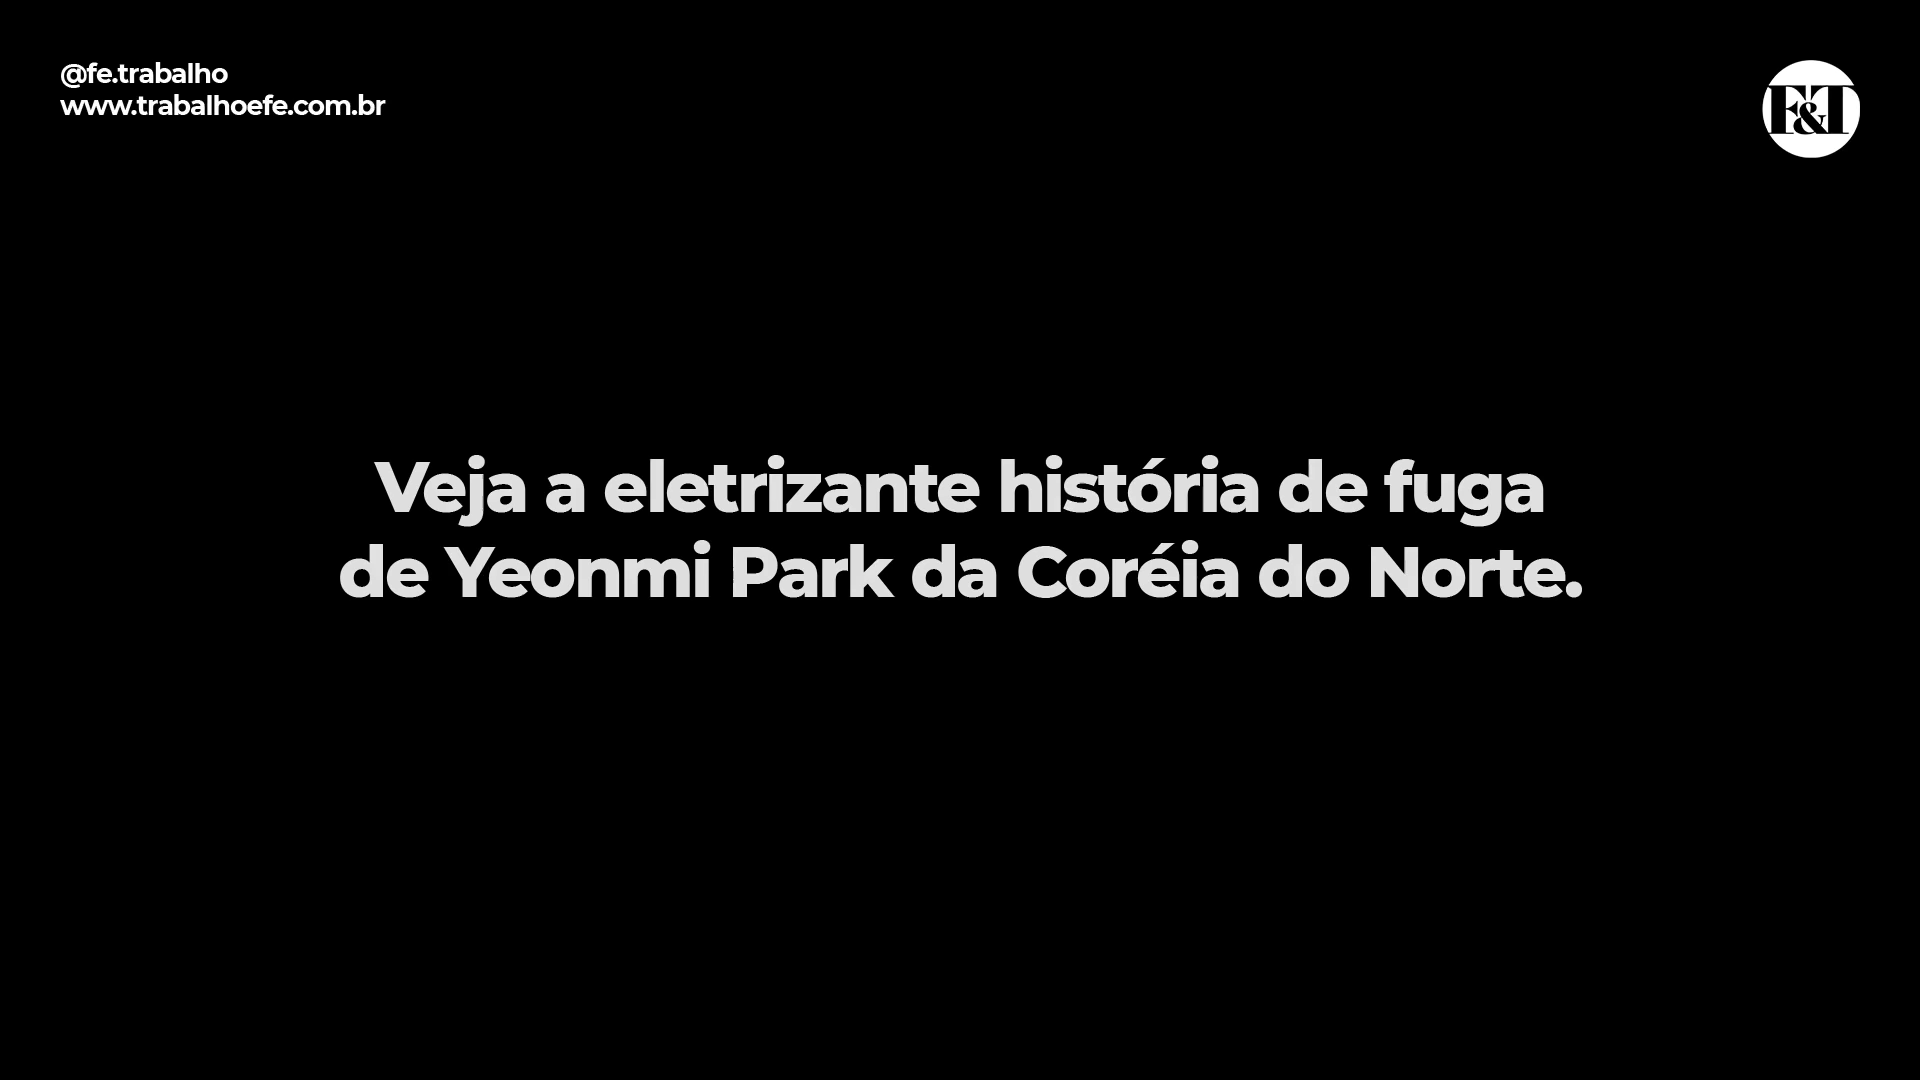 @fe.trabalho
www.trabalhoefe.com.br
F&T
Veja a eletrizante história de fuga
de Yeonmi Park da Coréia do Norte.